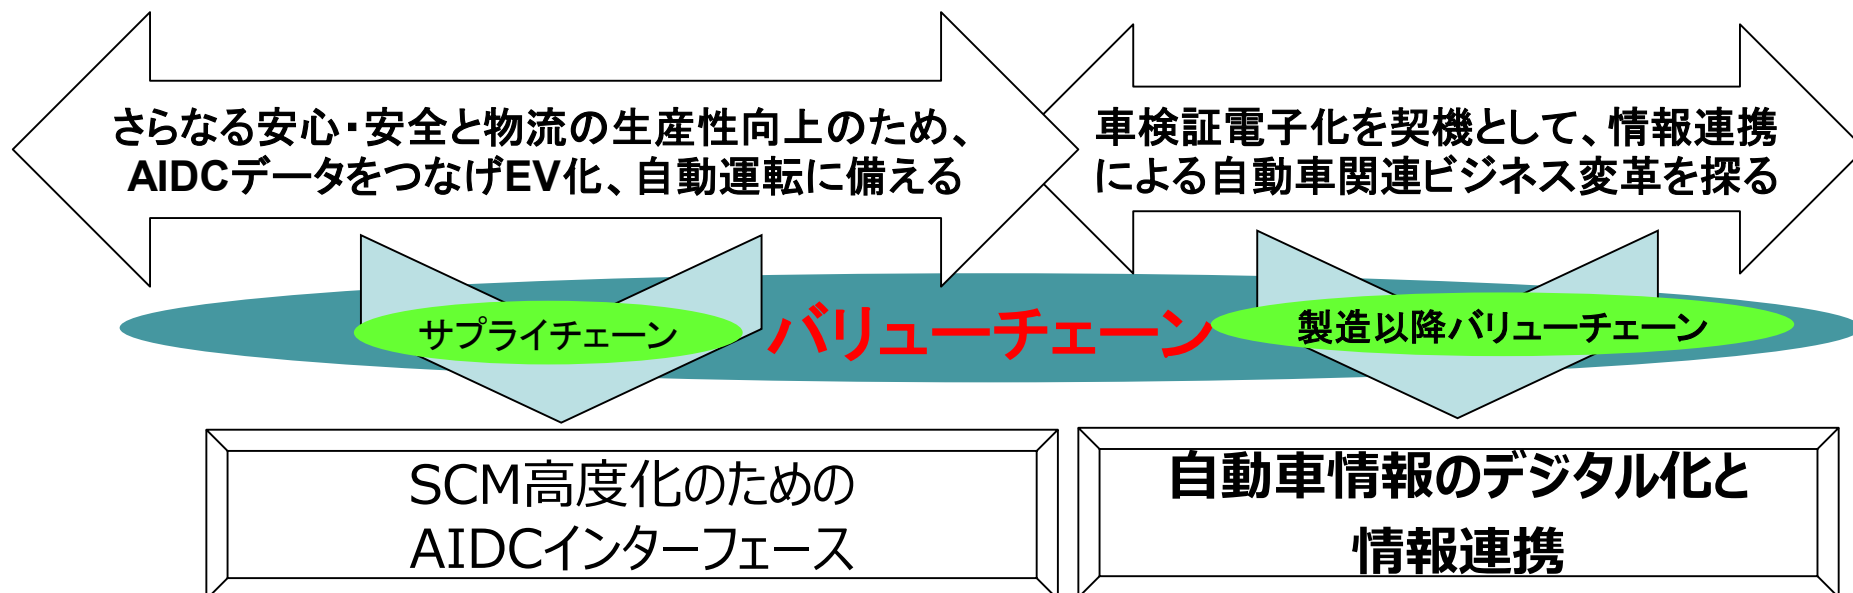 さらなる安心・安全と物流の生産性向上のため、
AIDCデータをつなげEV化、自動運転に備える
車検証電子化を契機として、情報連携
による自動車関連ビジネス変革を探る
サプライチェーン
バリューチェーン
製造以降バリューチェーン
SCM高度化のための
AIDCインターフェース
自動車情報のデジタル化と
情報連携